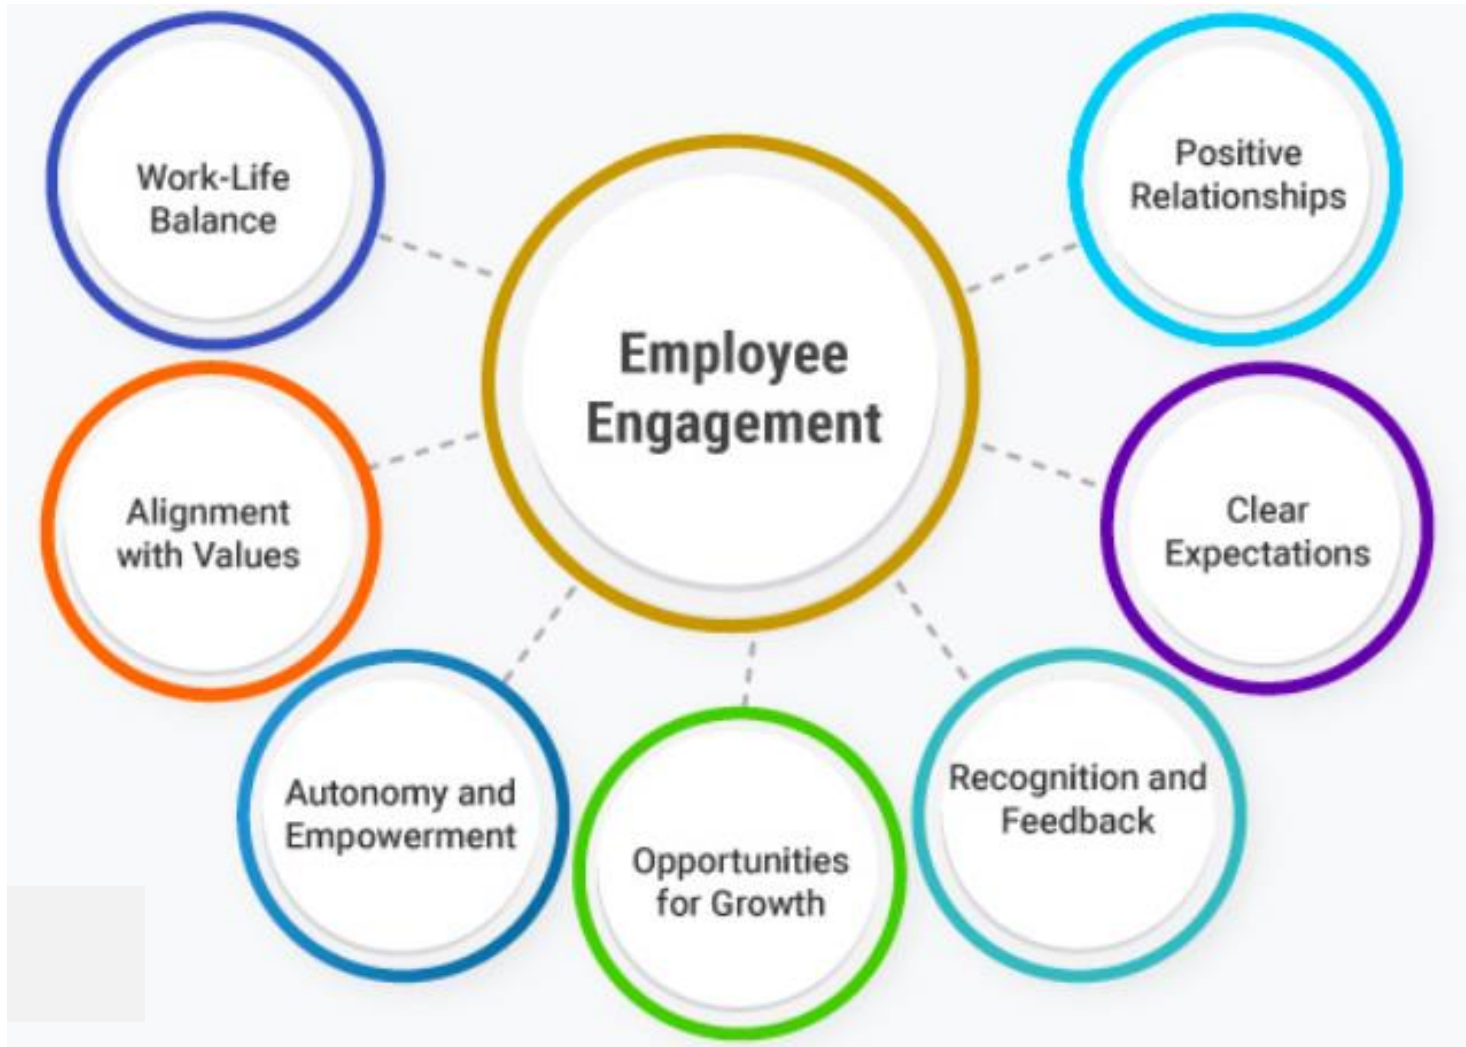 Work-Life
Balance
Positive
Relationships
Employee
Engagement
Alignment
with Values
Clear
Expectations
Autonomy and
Empowerment
Opportunities
for Growth
Recognition and
Feedback